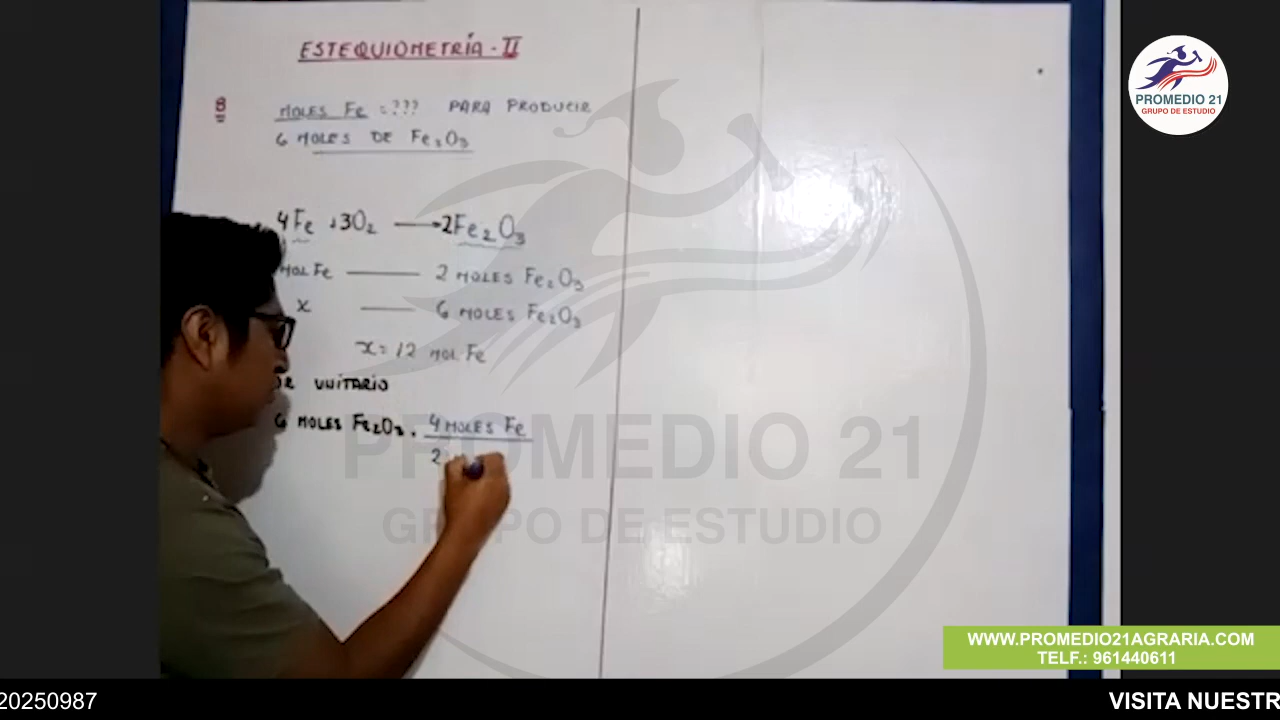 ESTEQUIOMETRÍA - II
8
MOLES Fe = ??? PARA PRODUCIR
6 MOLES DE Fe₂O₃
4Fe + 3O₂ → 2Fe₂O₃
MOL Fe — 2 MOLES Fe₂O₃
x — 6 MOLES Fe₂O₃
x = 12 MOL Fe
OR UNITARIO
6 MOLES Fe₂O₃ . 4 MOLES Fe
2
PROMEDIO 21
GRUPO DE ESTUDIO
PROMEDIO 21
GRUPO DE ESTUDIO
WWW.PROMEDIO21AGRARIA.COM
TELF.: 961440611
20250987
VISITA NUESTR